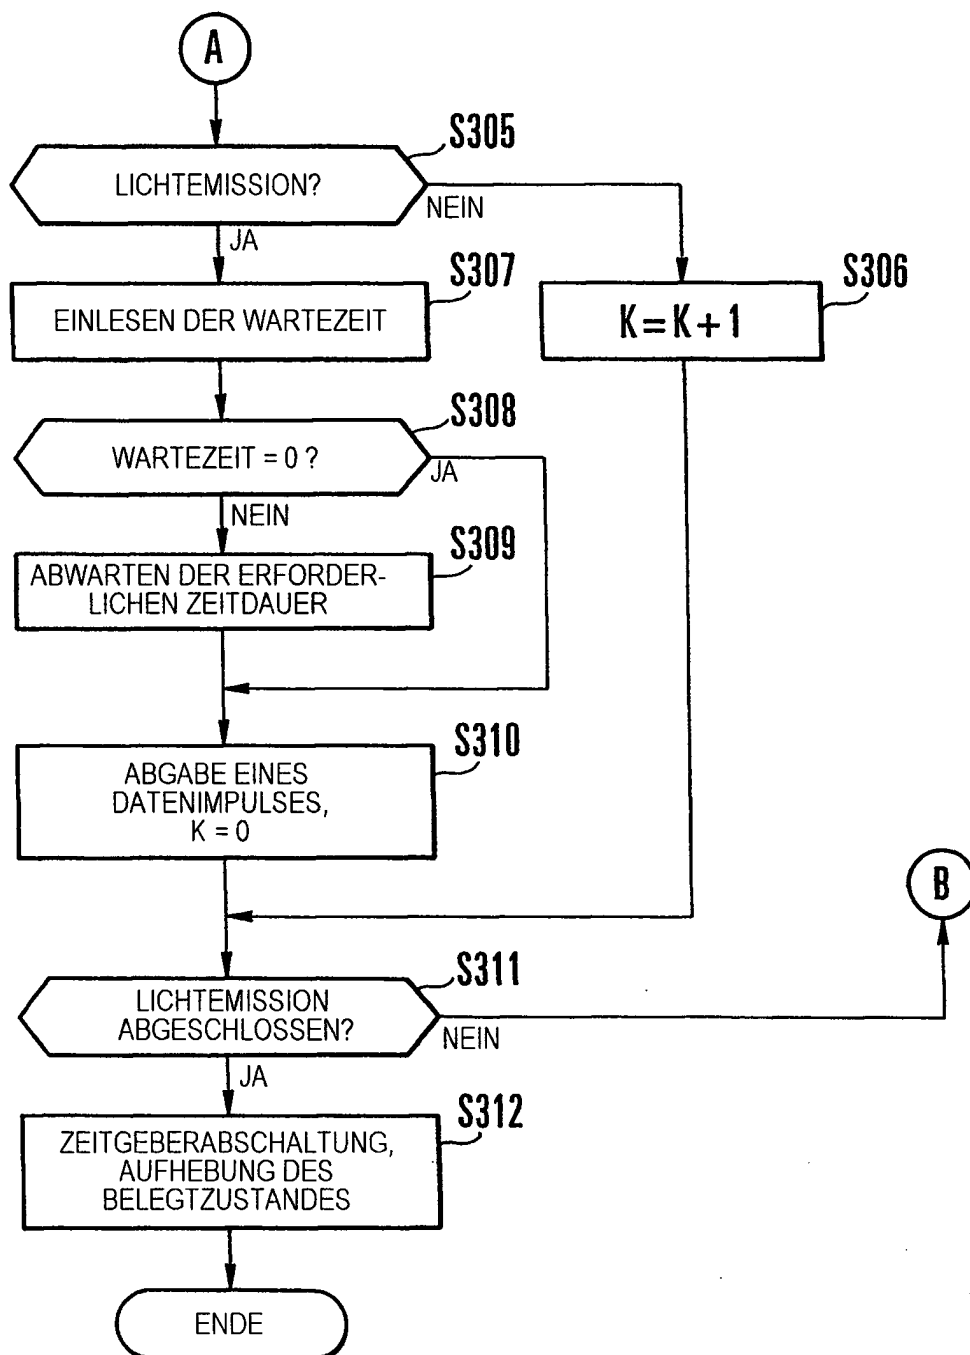 A
S305
LICHTEMISSION?
NEIN
JA
S307
EINLESEN DER WARTEZEIT
S306
K=K+1
S308
WARTEZEIT = 0 ?
JA
NEIN
S309
ABWARTEN DER ERFORDER-
LICHEN ZEITDAUER
S310
ABGABE EINES
DATENIMPULSES,
K = 0
B
S311
LICHTEMISSION
ABGESCHLOSSEN?
NEIN
JA
S312
ZEITGEBERABSCHALTUNG,
AUFHEBUNG DES
BELEGTZUSTANDES
ENDE